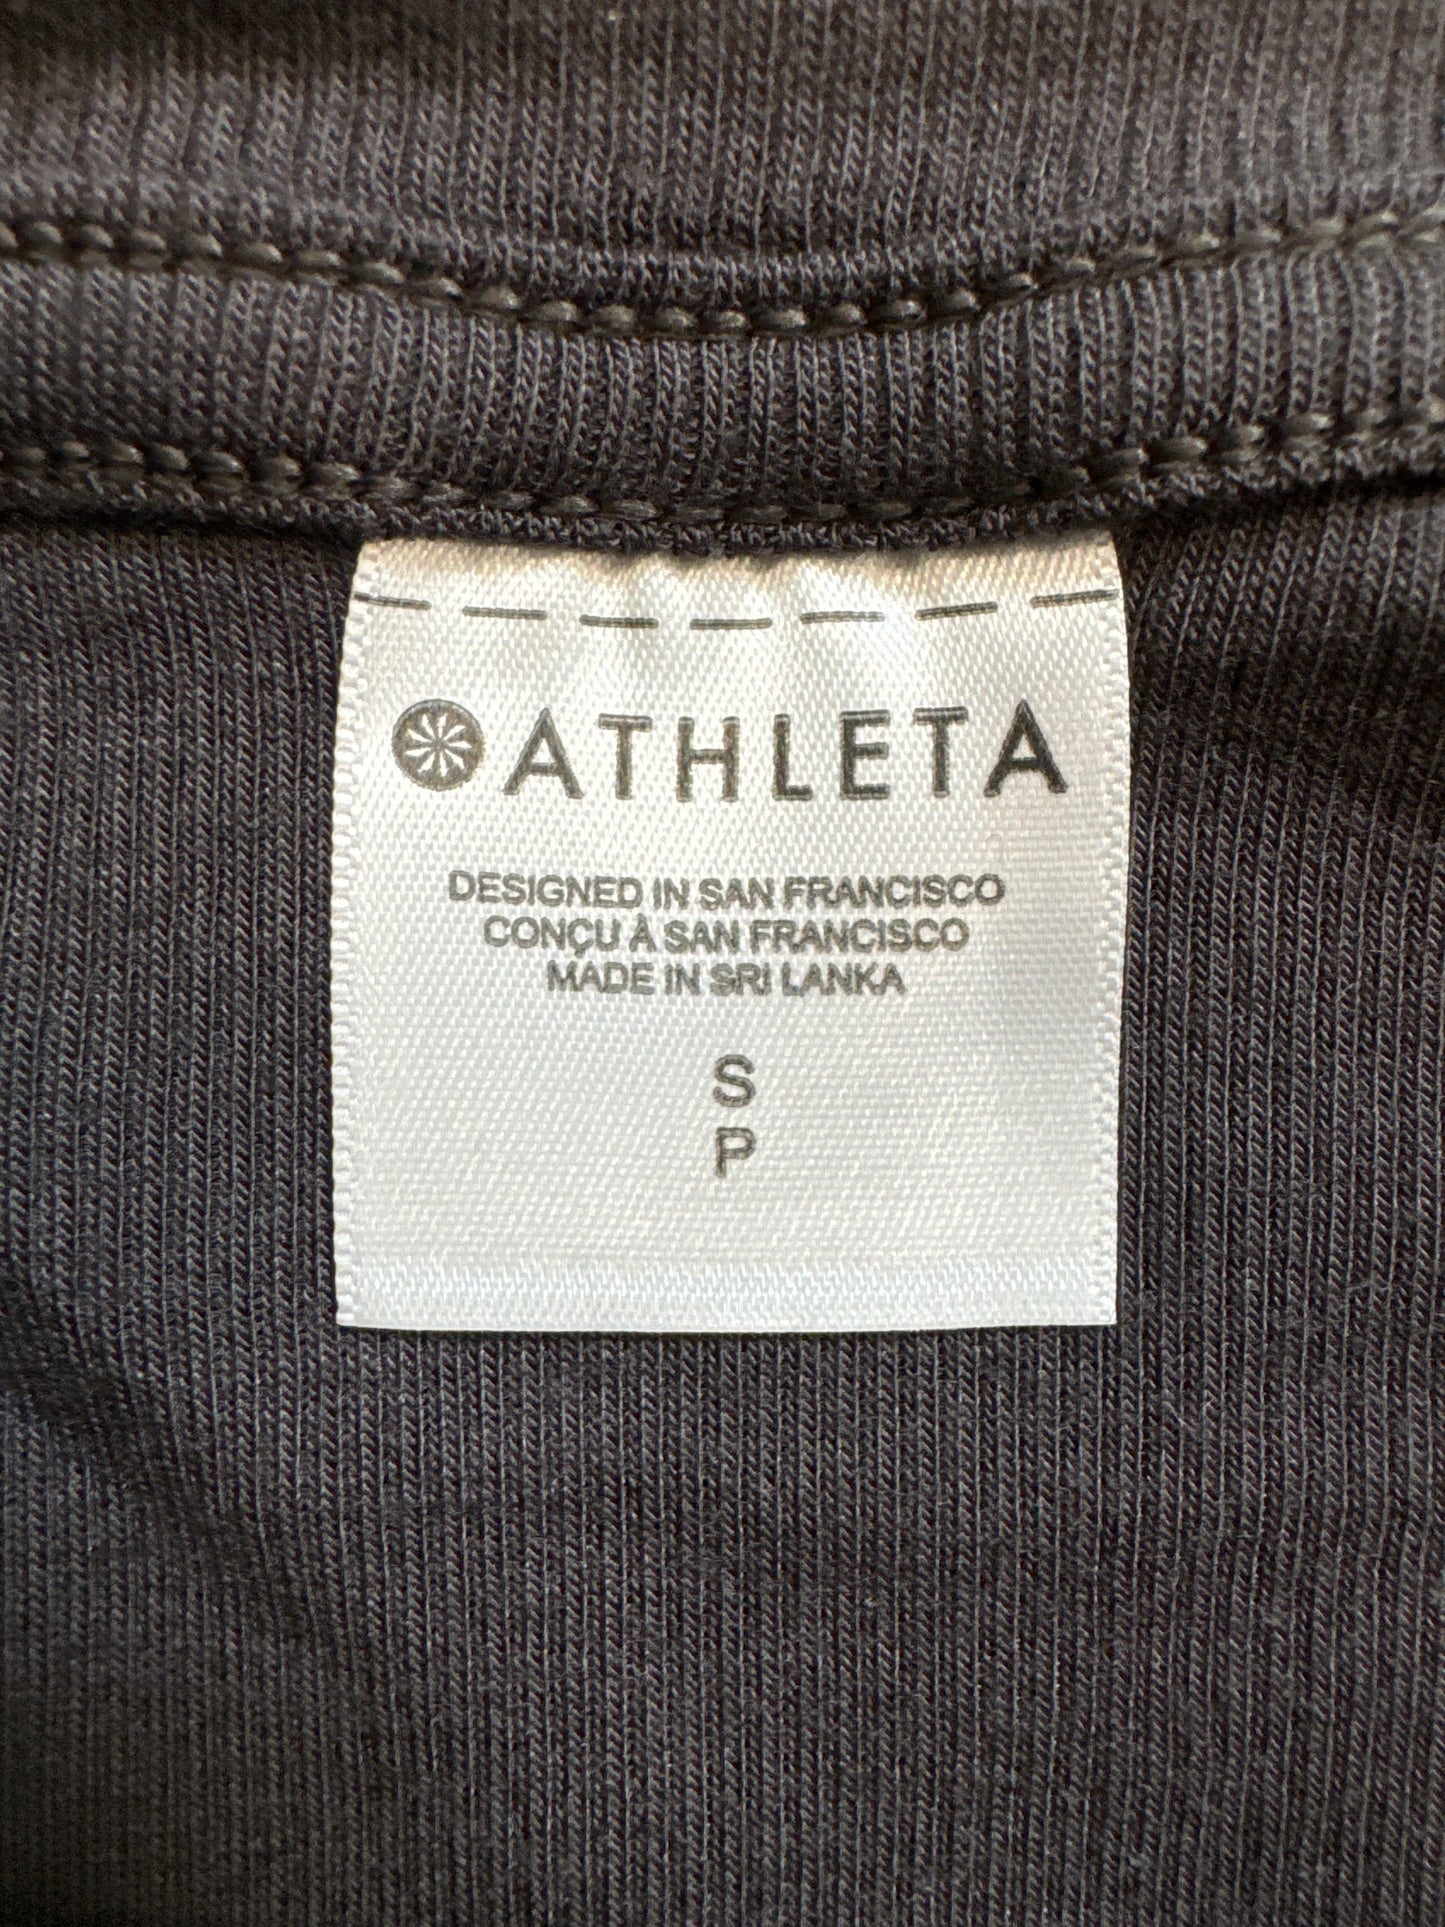 ATHLETA
DESIGNED IN SAN FRANCISCO
CONÇU À SAN FRANCISCO
MADE IN SRI LANKA
S
P